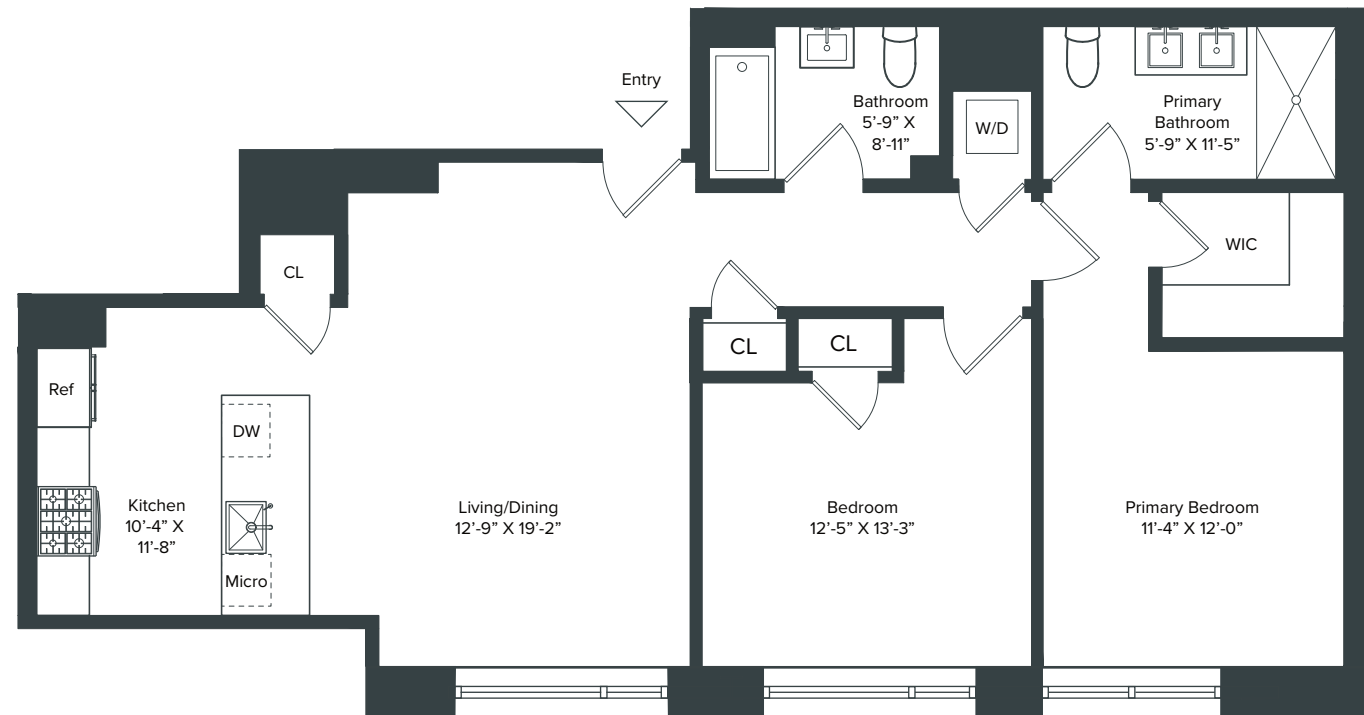 Entry
Bathroom
5’-9” X
8’-11”
W/D
Primary
Bathroom
5’-9” X 11’-5”
CL
WIC
CL
CL
Ref
DW
Kitchen
10’-4” X
11’-8”
Micro
Living/Dining
12’-9” X 19’-2”
Bedroom
12’-5” X 13’-3”
Primary Bedroom
11’-4” X 12’-0”